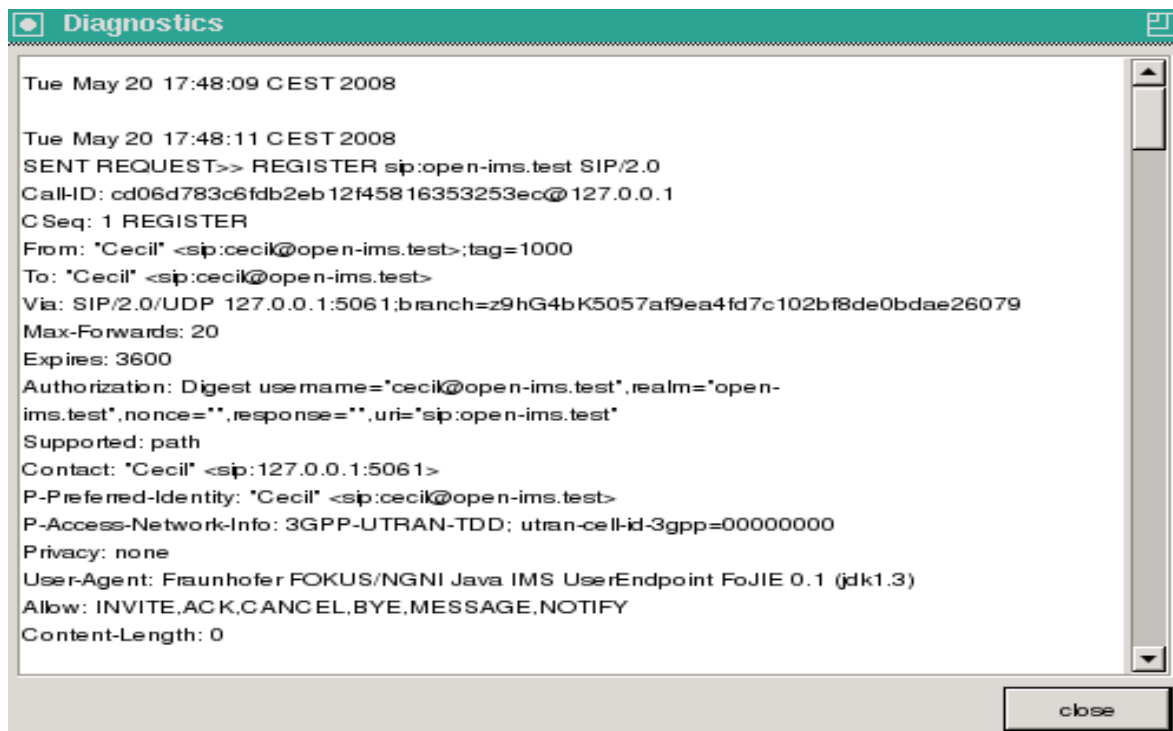 Diagnostics
Tue May 20 17:48:09 CEST 2008
Tue May 20 17:48:11 CEST 2008
SENT REQUEST>> REGISTER sip:open-ims.test SIP/2.0
Call-ID: cd06d783c6fdb2eb12f45816353253ec@127.0.0.1
CSeq: 1 REGISTER
From: "Cecil" <sip:cecil@open-ims.test>;tag=1000
To: "Cecil" <sip:cecil@open-ims.test>
Via: SIP/2.0/UDP 127.0.0.1:5061;branch=z9hG4bK5057af9ea4fd7c102bf8de0bdae26079
Max-Forwards: 20
Expires: 3600
Authorization: Digest username="cecil@open-ims.test",realm="open-
ims.test",nonce="",response="",uri="sip:open-ims.test"
Supported: path
Contact: "Cecil" <sip:127.0.0.1:5061>
P-Preferred-Identity: "Cecil" <sip:cecil@open-ims.test>
P-Access-Network-Info: 3GPP-UTRAN-TDD; utran-cell-id-3gpp=00000000
Privacy: none
User-Agent: Fraunhofer FOKUS/NGNI Java IMS UserEndpoint FoJIE 0.1 (jdk1.3)
Allow: INVITE,ACK,CANCEL,BYE,MESSAGE,NOTIFY
Content-Length: 0
close